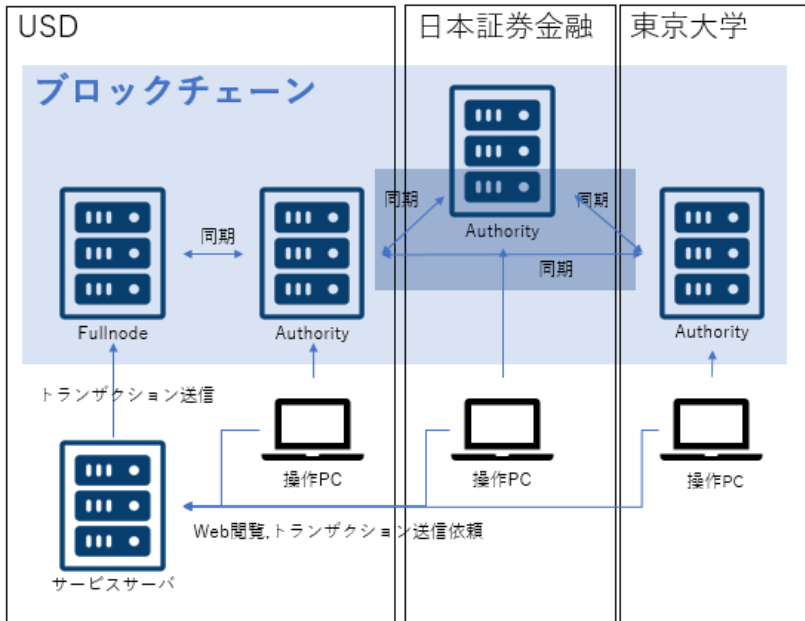 USD
日本証券金融
東京大学
ブロックチェーン
同期
同期
同期
同期
Authority
Fullnode
Authority
Authority
トランザクション送信
操作PC
操作PC
操作PC
Web閲覧,トランザクション送信依頼
サービスサーバ